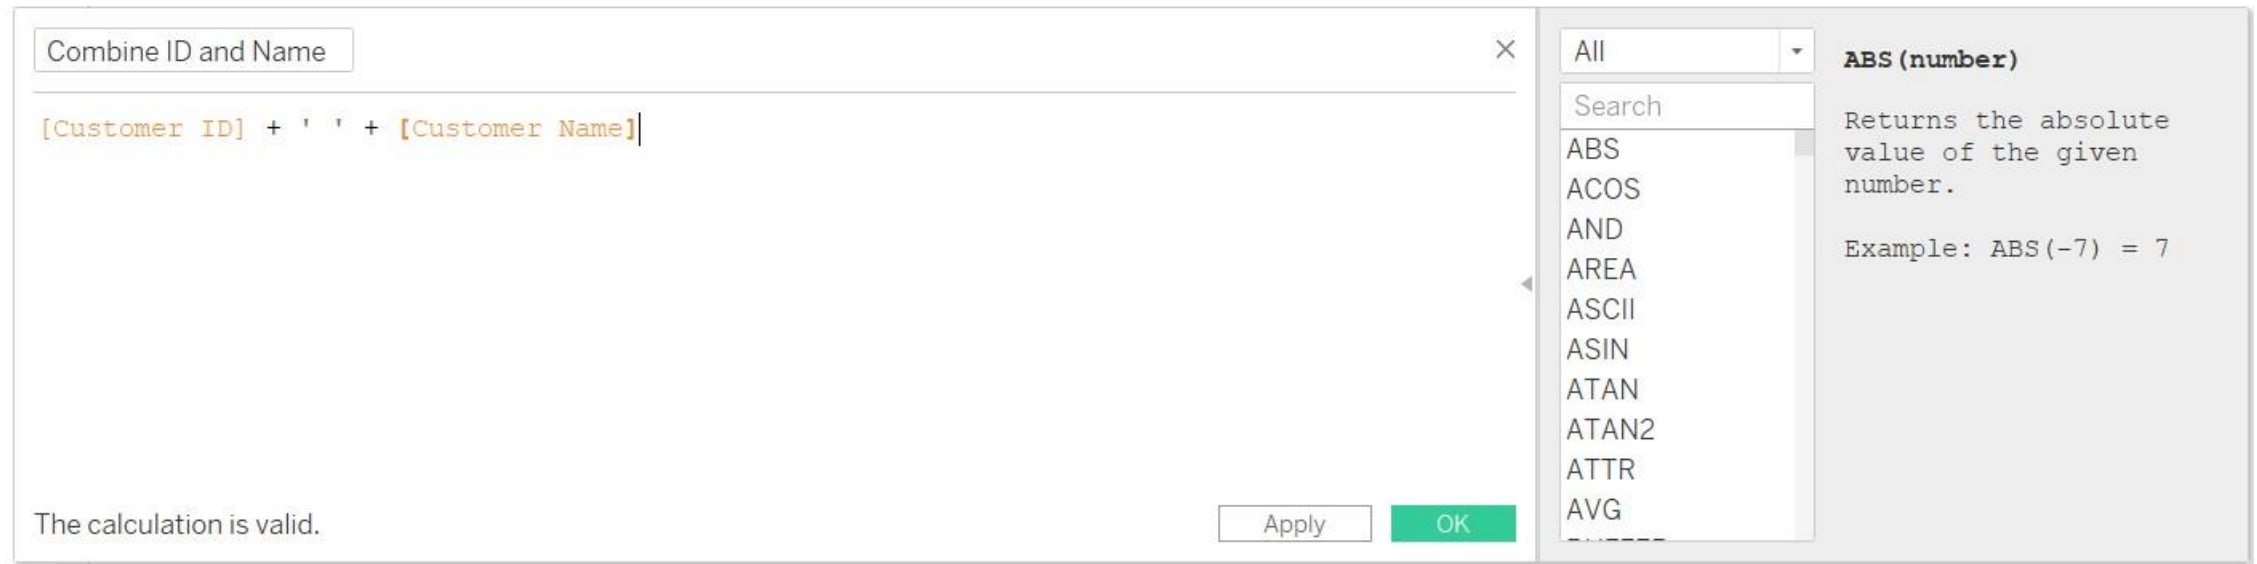 Combine ID and Name
[Customer ID] + ' ' + [Customer Name]
The calculation is valid.
Apply
OK
All
Search
ABS
ACOS
AND
AREA
ASCII
ASIN
ATAN
ATAN2
ATTR
AVG
ABS(number)
Returns the absolute
value of the given
number.
Example: ABS(-7) = 7